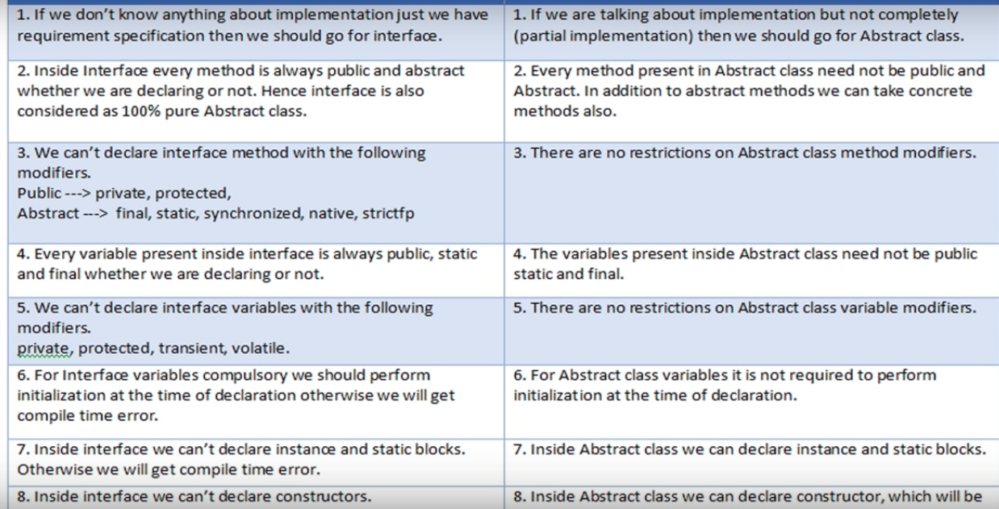 1. If we don't know anything about implementation just we have
requirement specification then we should go for interface.
1. If we are talking about implementation but not completely
(partial implementation) then we should go for Abstract class.
2. Inside Interface every method is always public and abstract
whether we are declaring or not. Hence interface is also
considered as 100% pure Abstract class.
2. Every method present in Abstract class need not be public and
Abstract. In addition to abstract methods we can take concrete
methods also.
3. We can't declare interface method with the following
modifiers.
Public ---> private, protected,
Abstract ---> final, static, synchronized, native, strictfp
3. There are no restrictions on Abstract class method modifiers.
4. Every variable present inside interface is always public, static
and final whether we are declaring or not.
4. The variables present inside Abstract class need not be public
static and final.
5. We can't declare interface variables with the following
modifiers.
private, protected, transient, volatile.
5. There are no restrictions on Abstract class variable modifiers.
6. For Interface variables compulsory we should perform
initialization at the time of declaration otherwise we will get
compile time error.
6. For Abstract class variables it is not required to perform
initialization at the time of declaration.
7. Inside interface we can't declare instance and static blocks.
Otherwise we will get compile time error.
7. Inside Abstract class we can declare instance and static blocks.
8. Inside interface we can't declare constructors.
8. Inside Abstract class we can declare constructor, which will be